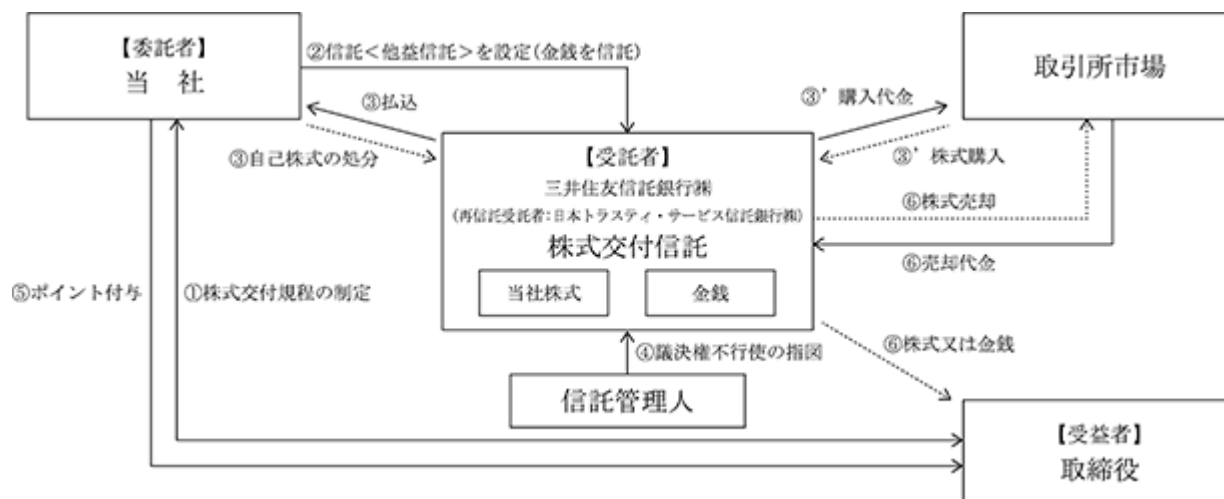 【委託者】
当　社
②信託＜他益信託＞を設定(金銭を信託)
取引所市場
③払込
③’購入代金
③自己株式の処分
【受託者】
三井住友信託銀行㈱
(再信託受託者：日本トラスティ・サービス信託銀行㈱)
株式交付信託
当社株式
金銭
③’株式購入
⑥株式売却
⑥売却代金
⑤ポイント付与
①株式交付規程の制定
④議決権不行使の指図
⑥株式又は金銭
信託管理人
【受益者】
取締役